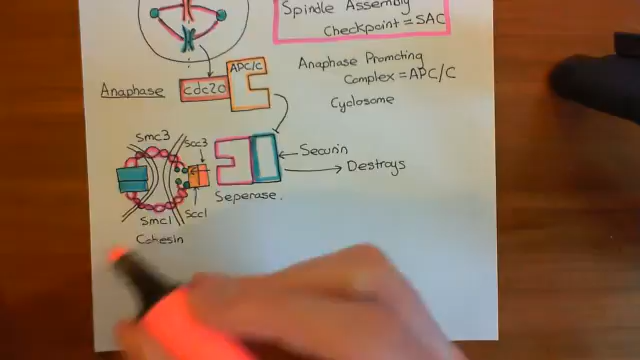 Spindle Assembly
Checkpoint = SAC
Anaphase Promoting
Complex = APC/C
Cyclosome
Anaphase
cdc20
APC/C
Smc3
Scc3
Securin
Destroys
Seperase.
Smc1
Scc1
Cohesin